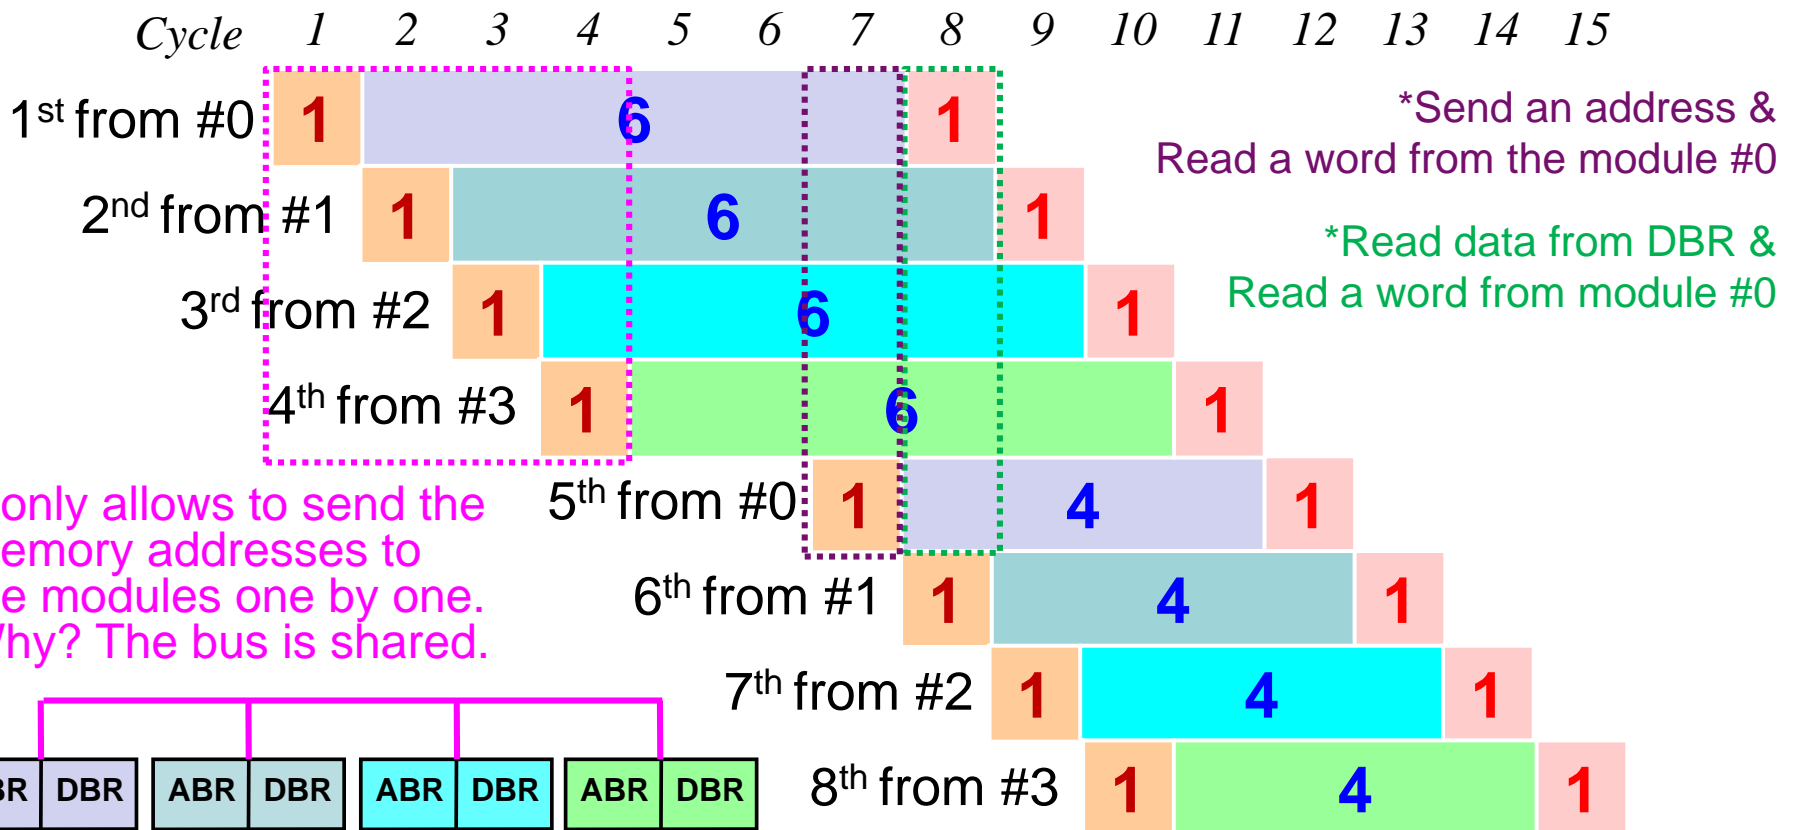 Cycle 1 2 3 4 5 6 7 8 9 10 11 12 13 14 15
1st from #0 1 6 1
*Send an address &
Read a word from the module #0
2nd from #1 1 6 1
*Read data from DBR &
Read a word from module #0
3rd from #2 1 6 1
4th from #3 1 6 1
5th from #0 1 4 1
only allows to send the
emory addresses to
e modules one by one.
Why? The bus is shared.
6th from #1 1 4 1
7th from #2 1 4 1
8th from #3 1 4 1
BR DBR ABR DBR ABR DBR ABR DBR